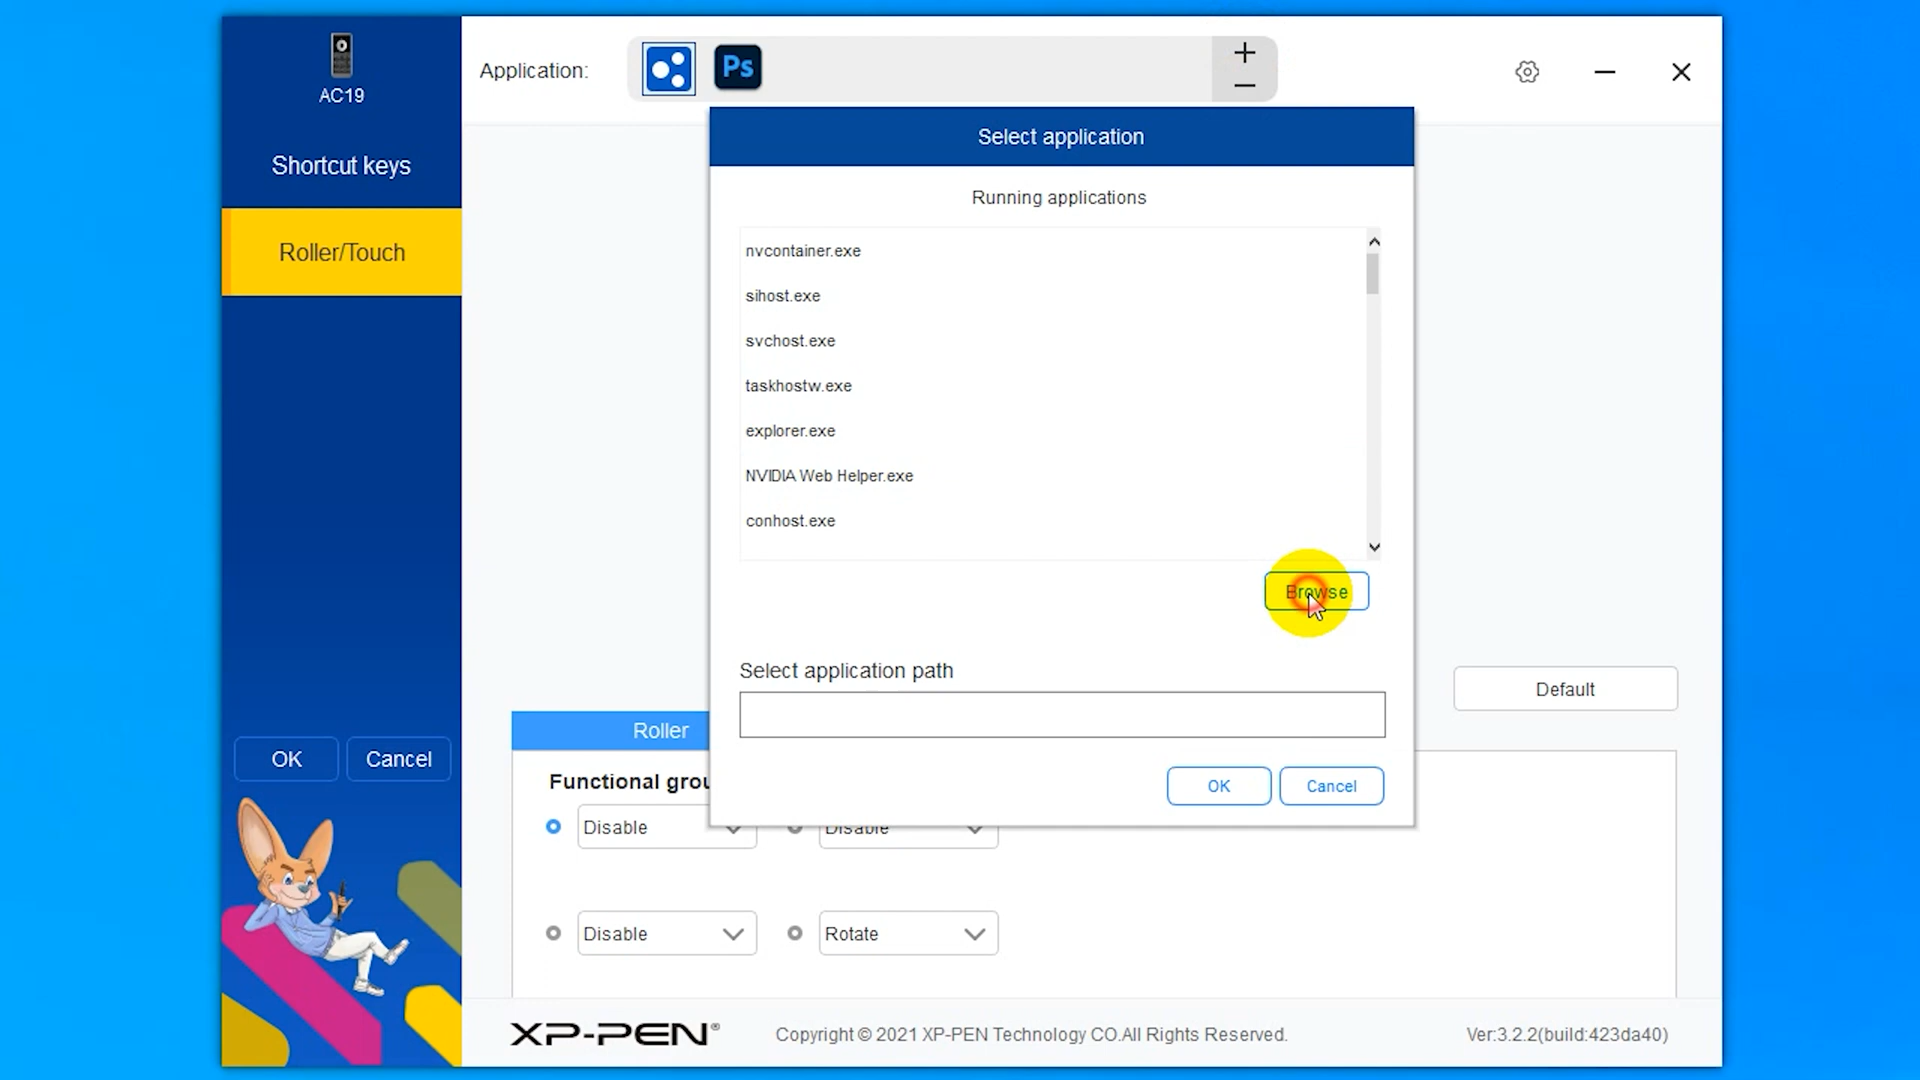 AC19
Application:
Ps
Shortcut keys
Roller/Touch
Select application
Running applications
nvcontainer.exe
sihost.exe
svchost.exe
taskhostw.exe
explorer.exe
NVIDIA Web Helper.exe
conhost.exe
Browse
Select application path
Default
Roller
OK
Cancel
OK
Cancel
Functional grou
Disable
Disable
Disable
Rotate
XP-PEN®
Copyright © 2021 XP-PEN Technology CO.All Rights Reserved.
Ver:3.2.2(build:423da40)